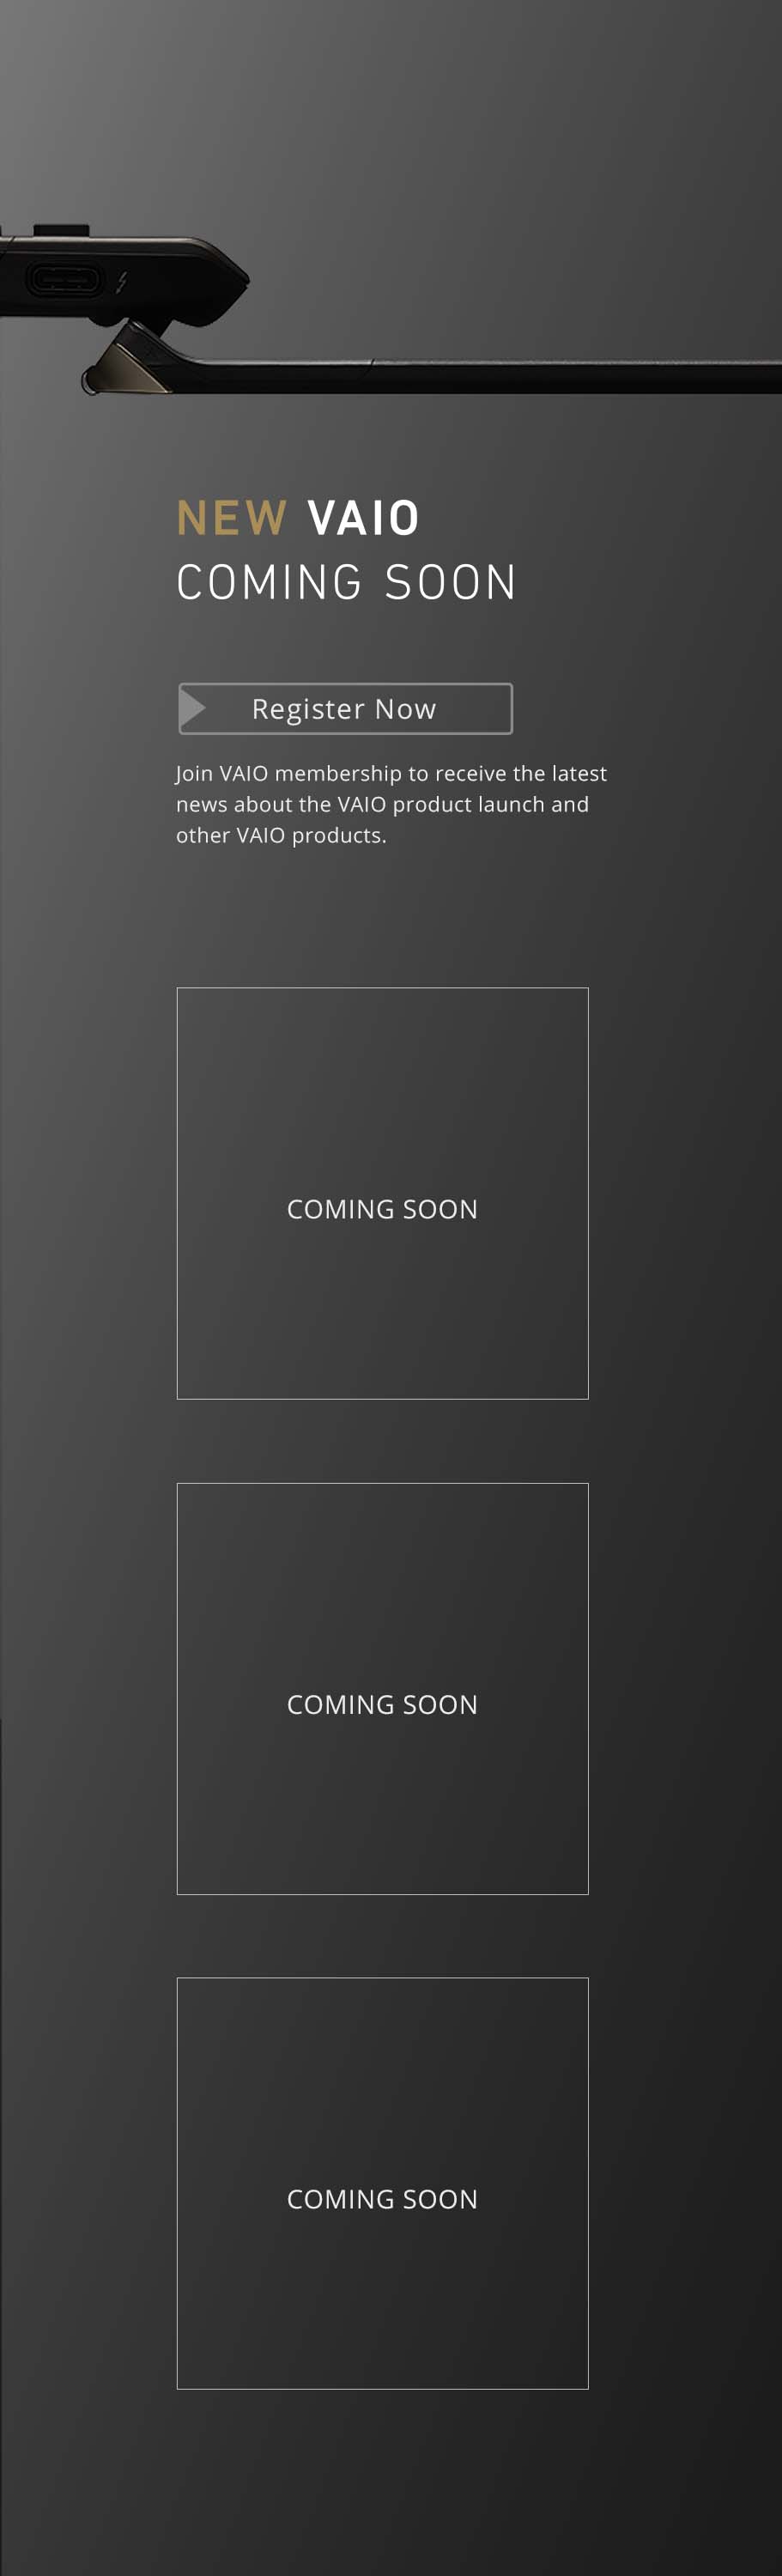 NEW VAIO
COMING SOON
Register Now
Join VAIO membership to receive the latest
news about the VAIO product launch and
other VAIO products.
COMING SOON
COMING SOON
COMING SOON